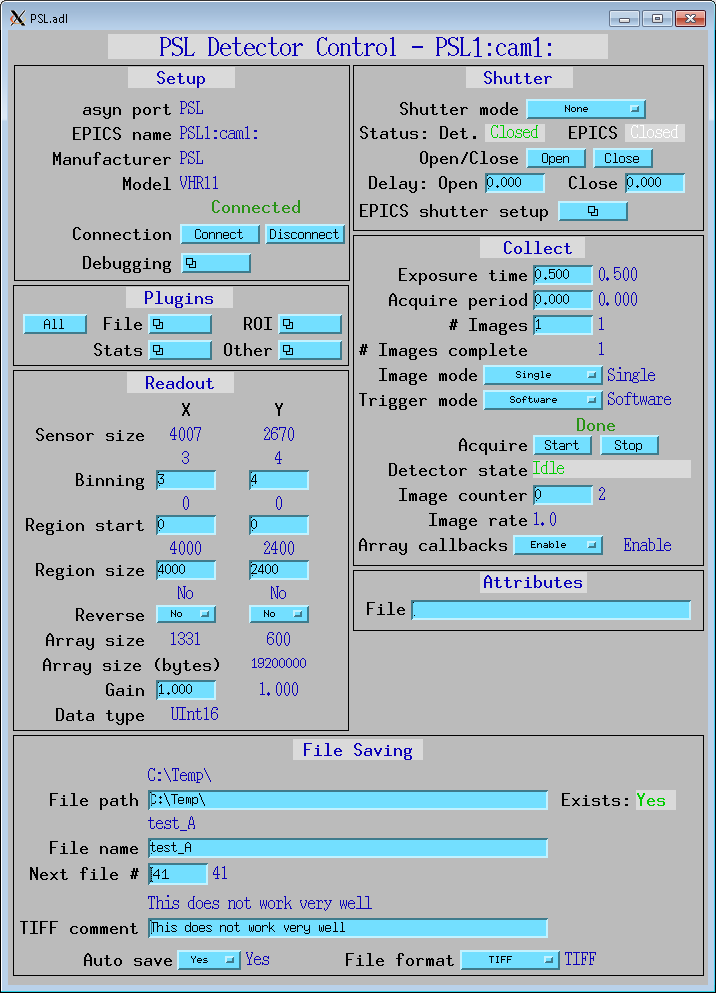 PSL.adl
PSL Detector Control - PSL1:cam1:
Setup
asyn port PSL
EPICS name PSL1:cam1:
Manufacturer PSL
Model VHR11
Connected
Connection Connect Disconnect
Debugging
Plugins
All File ROI
Stats Other
Readout
X Y
Sensor size 4007 2670
3 4
Binning 3 4
0 0
Region start 0 0
4000 2400
Region size 4000 2400
No No
Reverse No No
Array size 1331 600
Array size (bytes) 19200000
Gain 1.000 1.000
Data type UInt16
Shutter
Shutter mode None
Status: Det. Closed EPICS Closed
Open/Close Open Close
Delay: Open 0.000 Close 0.000
EPICS shutter setup
Collect
Exposure time 0.500 0.500
Acquire period 0.000 0.000
# Images 1 1
# Images complete 1
Image mode Single Single
Trigger mode Software Software
Done
Acquire Start Stop
Detector state Idle
Image counter 0 2
Image rate 1.0
Array callbacks Enable Enable
Attributes
File
File Saving
C:\Temp\
File path C:\Temp\ Exists: Yes
test_A
File name test_A
Next file # 41 41
This does not work very well
TIFF comment This does not work very well
Auto save Yes Yes File format TIFF TIFF